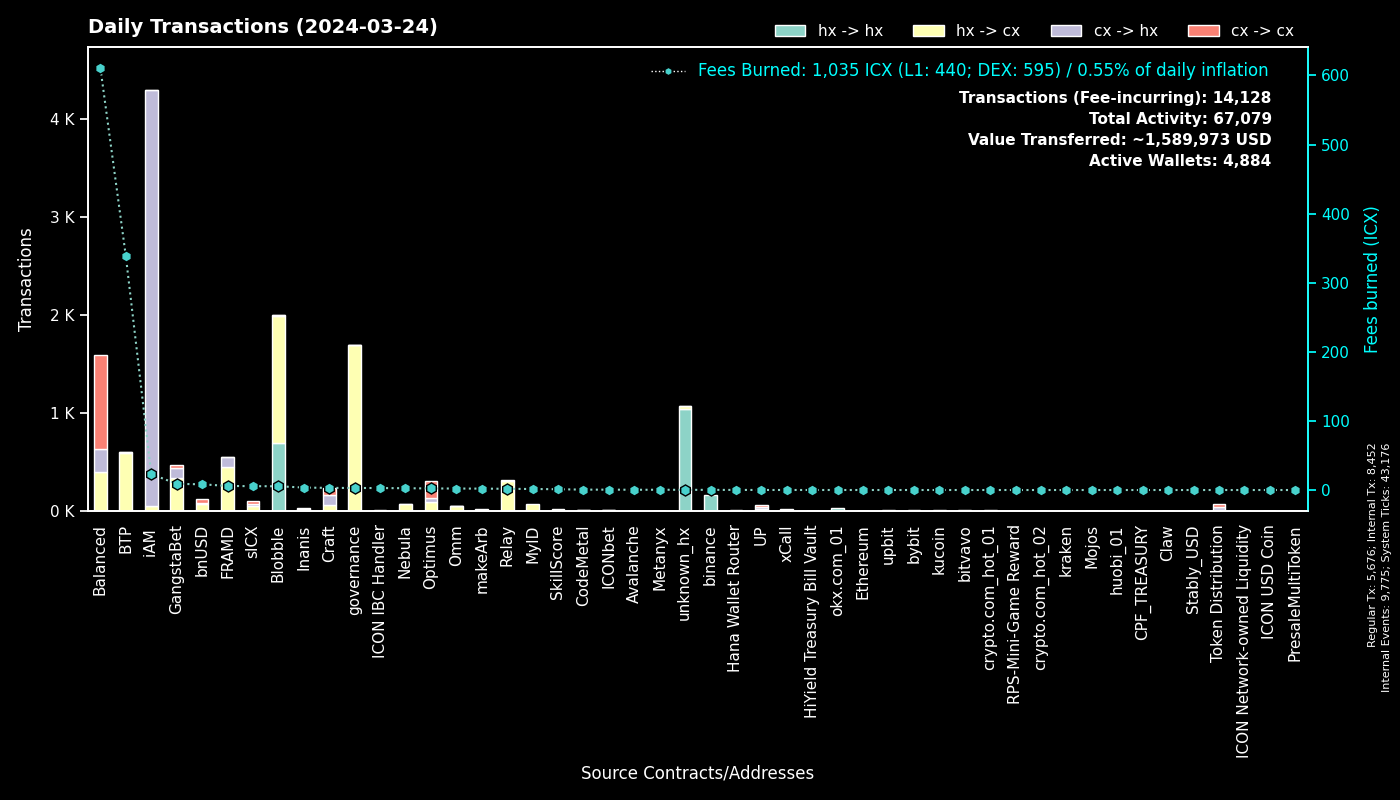 Daily Transactions (2024-03-24)
hx -> hx
hx -> cx
cx -> hx
cx -> cx
Fees Burned: 1,035 ICX (L1: 440; DEX: 595) / 0.55% of daily inflation
Transactions (Fee-incurring): 14,128
Total Activity: 67,079
Value Transferred: ~1,589,973 USD
Active Wallets: 4,884
Transactions
4 K
3 K
2 K
1 K
0 K
600
500
400
300
200
100
0
Fees burned (ICX)
Balanced
BTP
iAM
GangstaBet
bnUSD
FRAMD
sICX
Blobble
Inanis
Craft
governance
ICON IBC Handler
Nebula
Optimus
Omm
makeArb
Relay
MyID
SkillScore
CodeMetal
ICONbet
Avalanche
Metanyx
unknown_hx
binance
Hana Wallet Router
UP
xCall
HiYield Treasury Bill Vault
okx.com_01
Ethereum
upbit
bybit
kucoin
bitvavo
crypto.com_hot_01
RPS-Mini-Game Reward
crypto.com_hot_02
kraken
Mojos
huobi_01
CPF_TREASURY
Claw
Stably_USD
Token Distribution
ICON Network-owned Liquidity
ICON USD Coin
PresaleMultiToken
Source Contracts/Addresses
Regular Tx: 5,676; Internal Tx: 8,452
Internal Events: 9,775; System Ticks: 43,176